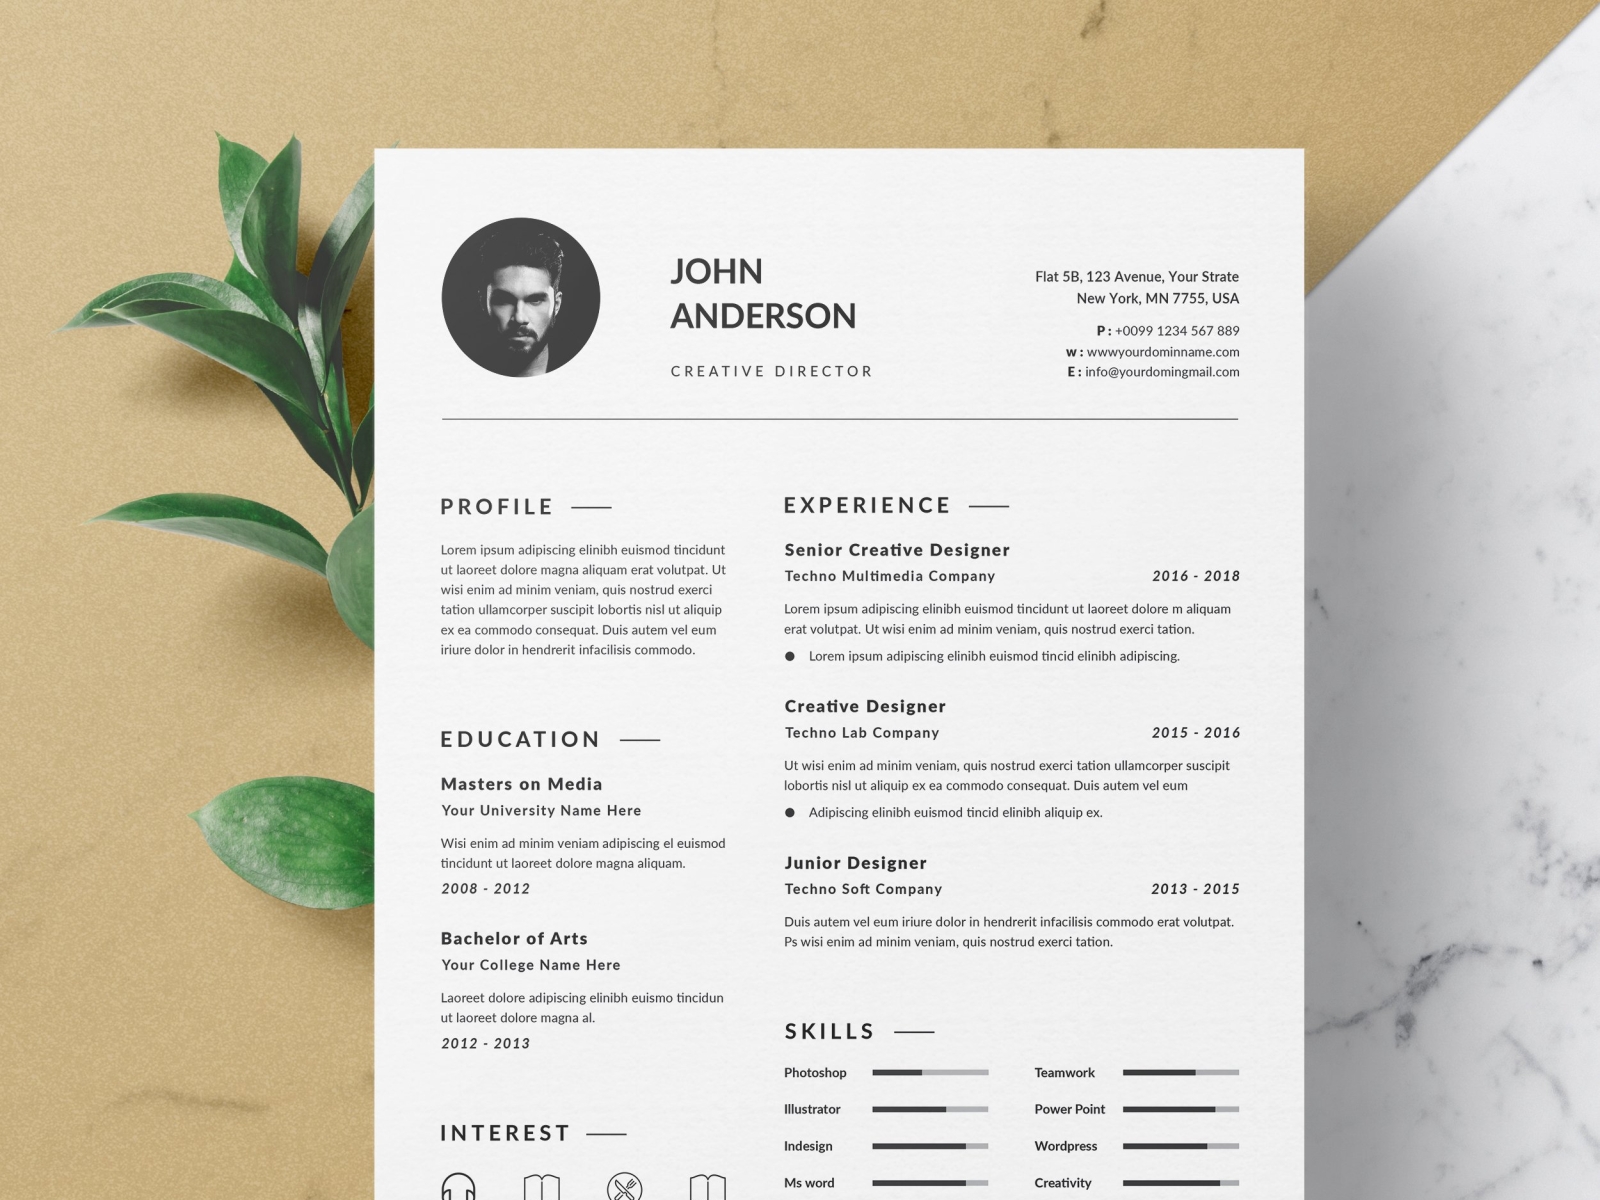 JOHN
ANDERSON
CREATIVE DIRECTOR
Flat 5B, 123 Avenue, Your Strate
New York, MN 7755, USA
P : +0099 1234 567 889
w : wwwyourdominname.com
E : info@yourdomingmail.com
PROFILE
Lorem ipsum adipiscing elinibh euismod tincidunt
ut laoreet dolore magna aliquam erat volutpat. Ut
wisi enim ad minim veniam, quis nostrud exerci
tation ullamcorper suscipit lobortis nisl ut aliquip
ex ea commodo consequat. Duis autem vel eum
iriure dolor in hendrerit infacilisis commodo.
EDUCATION
Masters on Media
Your University Name Here
Wisi enim ad minim veniam adipiscing el euismod
tincidunt ut laoreet dolore magna aliquam.
2008 - 2012
Bachelor of Arts
Your College Name Here
Laoreet dolore adipiscing elinibh euismo tincidun
ut laoreet dolore magna al.
2012 - 2013
INTEREST
EXPERIENCE
Senior Creative Designer
Techno Multimedia Company 2016 - 2018
Lorem ipsum adipiscing elinibh euismod tincidunt ut laoreet dolore m aliquam
erat volutpat. Ut wisi enim ad minim veniam, quis nostrud exerci tation.
● Lorem ipsum adipiscing elinibh euismod tincid elinibh adipiscing.
Creative Designer
Techno Lab Company 2015 - 2016
Ut wisi enim ad minim veniam, quis nostrud exerci tation ullamcorper suscipit
lobortis nisl ut aliquip ex ea commodo consequat. Duis autem vel eum
● Adipiscing elinibh euismod tincid elinibh aliquip ex.
Junior Designer
Techno Soft Company 2013 - 2015
Duis autem vel eum iriure dolor in hendrerit infacilisis commodo erat volutpat.
Ps wisi enim ad minim veniam, quis nostrud exerci tation.
SKILLS
Photoshop Teamwork
Illustrator Power Point
Indesign Wordpress
Ms word Creativity